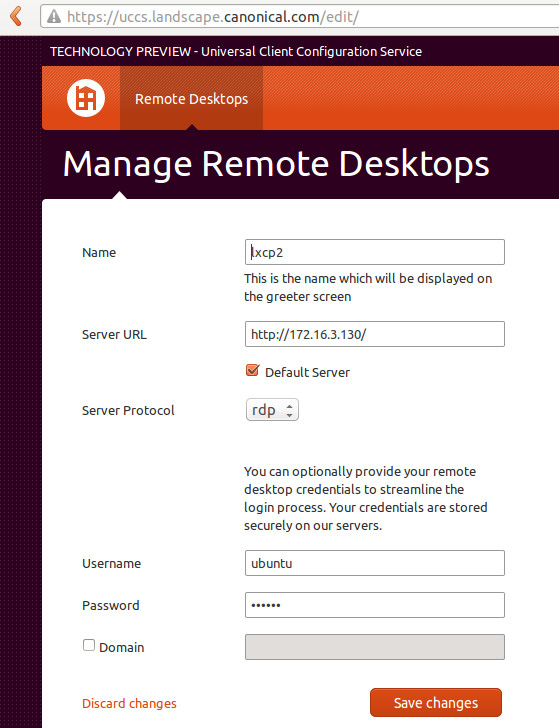 https://uccs.landscape.canonical.com/edit/
TECHNOLOGY PREVIEW - Universal Client Configuration Service
Remote Desktops
Manage Remote Desktops
Name
lxcp2
This is the name which will be displayed on
the greeter screen
Server URL
http://172.16.3.130/
Default Server
Server Protocol
rdp
You can optionally provide your remote
desktop credentials to streamline the
login process. Your credentials are stored
securely on our servers.
Username
ubuntu
Password
••••••
Domain
Discard changes
Save changes